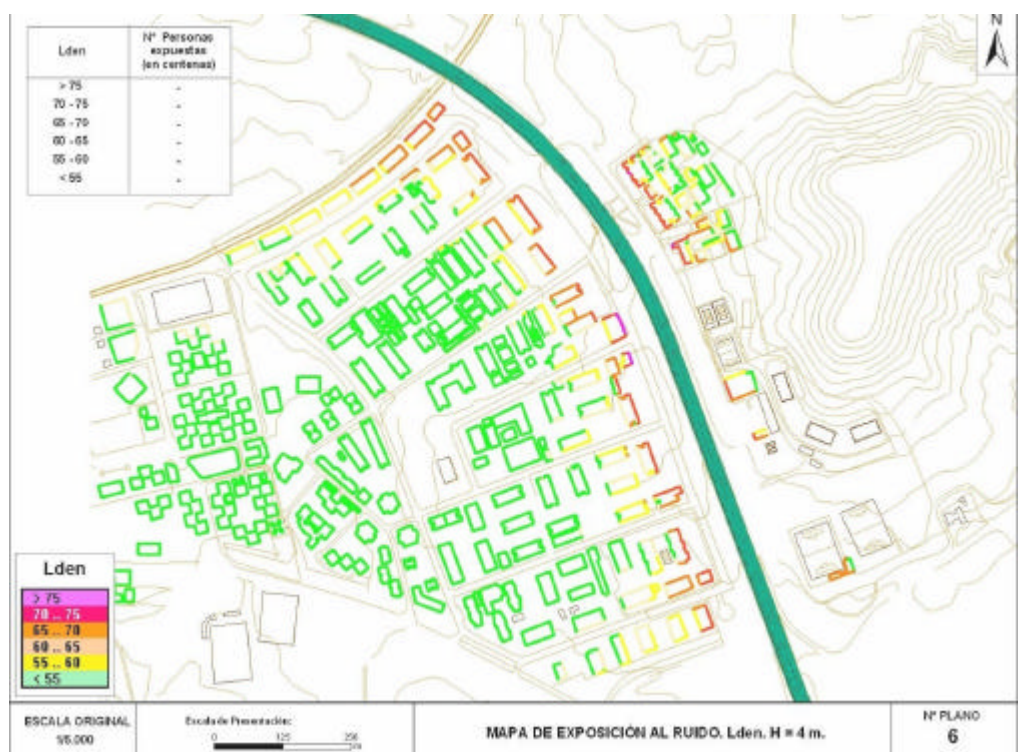 Lden
Nº Personas
expuestas
(en centenas)
> 75 -
70 - 75 -
65 - 70 -
60 - 65 -
55 - 60 -
< 55 -
N
Lden
> 75
70 .. 75
65 .. 70
60 .. 65
55 .. 60
< 55
ESCALA ORIGINAL
1/5.000
Escala de Presentación:
0 125 250
MAPA DE EXPOSICIÓN AL RUIDO. Lden. H = 4 m.
Nº PLANO
6